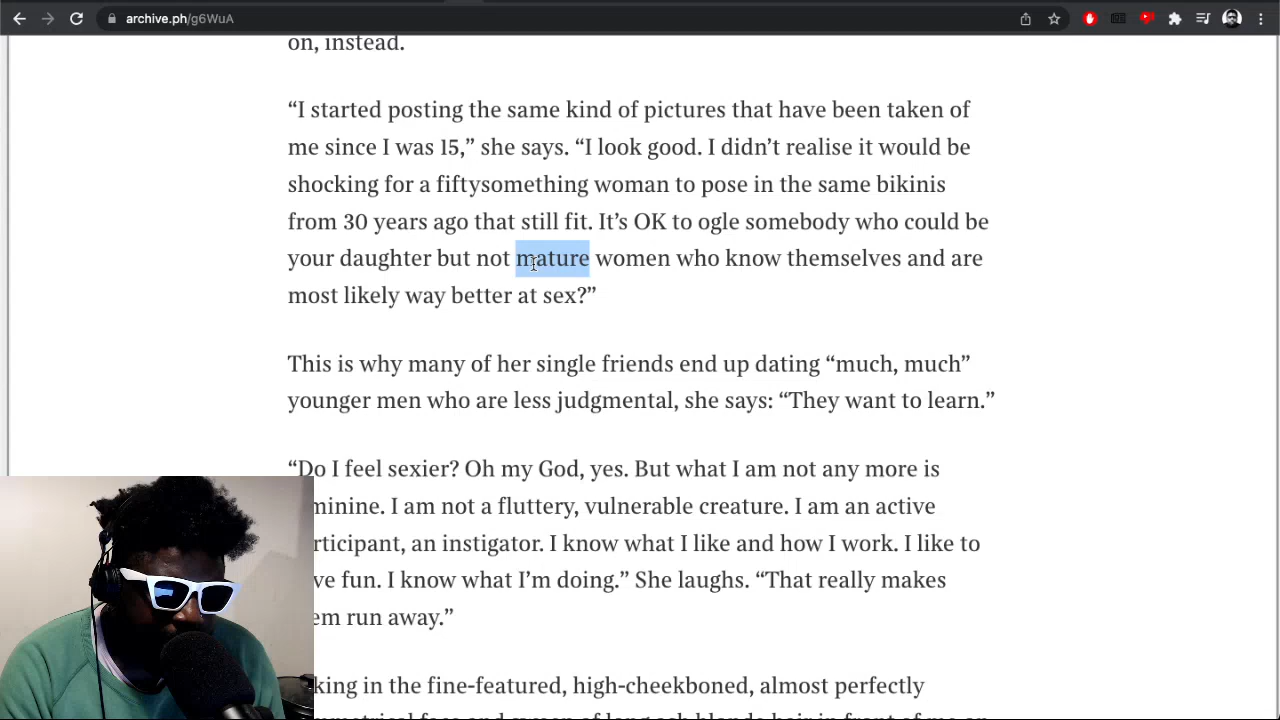 archive.ph/g6WuA
on, instead.
“I started posting the same kind of pictures that have been taken of
me since I was 15,” she says. “I look good. I didn’t realise it would be
shocking for a fiftysomething woman to pose in the same bikinis
from 30 years ago that still fit. It’s OK to ogle somebody who could be
your daughter but not mature women who know themselves and are
most likely way better at sex?”
This is why many of her single friends end up dating “much, much”
younger men who are less judgmental, she says: “They want to learn.”
“Do I feel sexier? Oh my God, yes. But what I am not any more is
minine. I am not a fluttery, vulnerable creature. I am an active
rticipant, an instigator. I know what I like and how I work. I like to
ve fun. I know what I’m doing.” She laughs. “That really makes
em run away.”
king in the fine-featured, high-cheekboned, almost perfectly